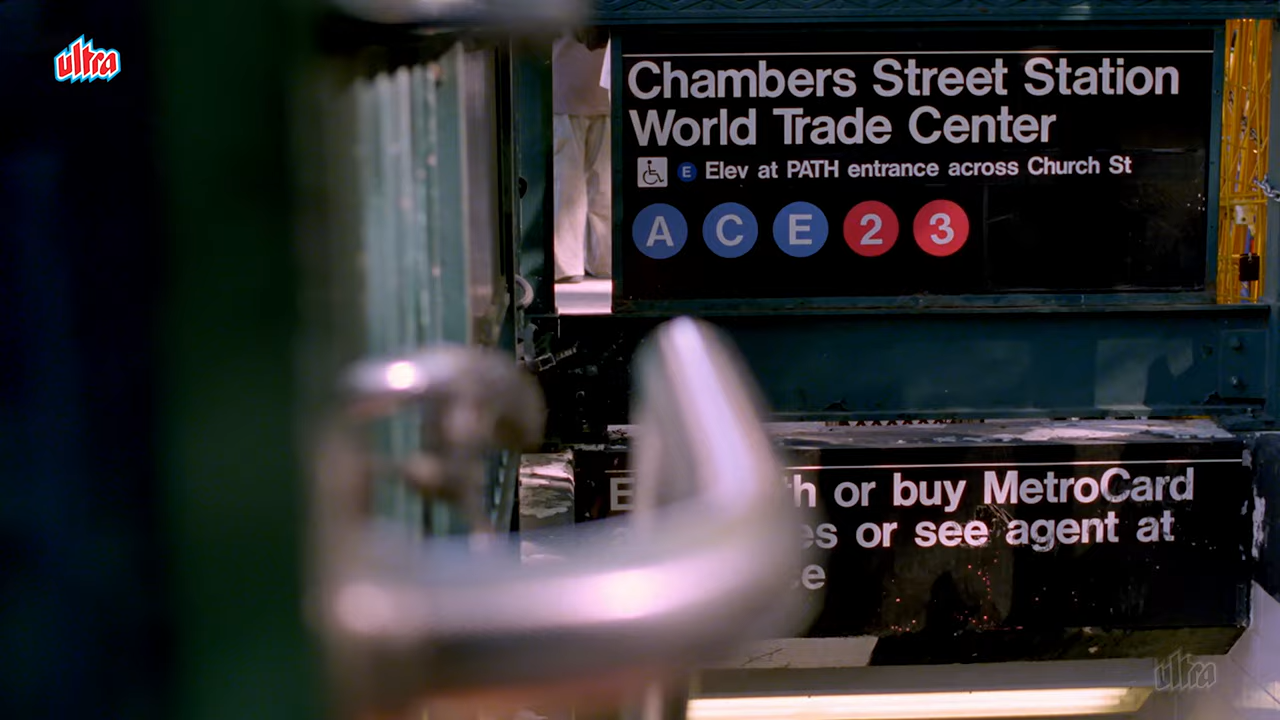 ultra
Chambers Street Station
World Trade Center
E Elev at PATH entrance across Church St
A C E 2 3
or buy MetroCard
or see agent at
ultra